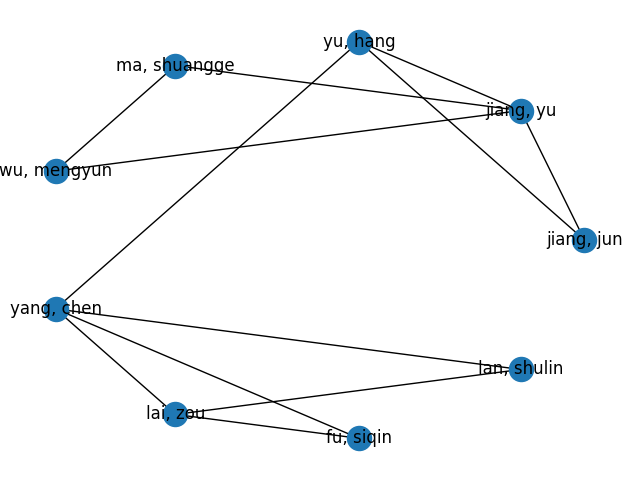 yu, hang
ma, shuangge
jiang, yu
wu, mengyun
jiang, jun
yang, chen
lan, shulin
lai, zou
fu, siqin